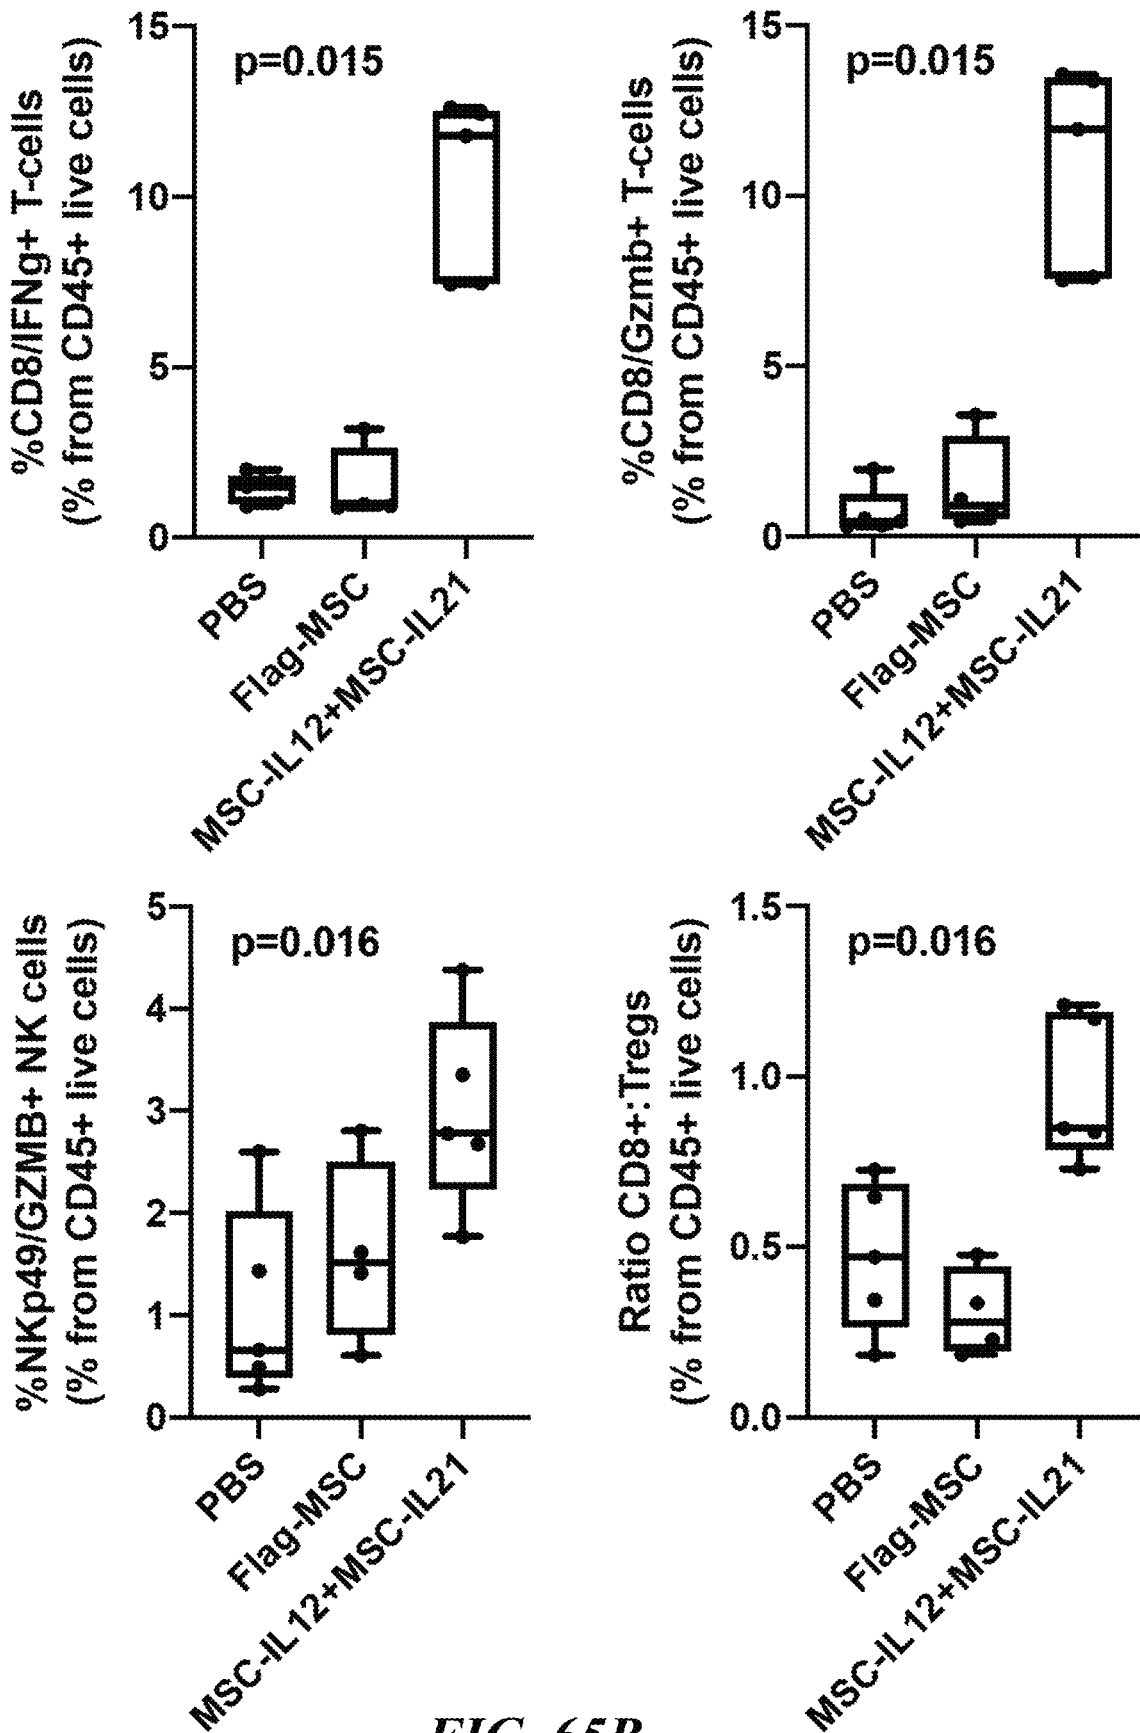 %CD8/IFNg+ T-cells
(% from CD45+ live cells)
15
10
5
0
p=0.015
PBS
Flag-MSC
MSC-IL12+MSC-IL21
%CD8/Gzmb+ T-cells
(% from CD45+ live cells)
15
10
5
0
p=0.015
PBS
Flag-MSC
MSC-IL12+MSC-IL21
%NKp49/GZMB+ NK cells
(% from CD45+ live cells)
5
4
3
2
1
0
p=0.016
PBS
Flag-MSC
MSC-IL12+MSC-IL21
Ratio CD8+:Tregs
(% from CD45+ live cells)
1.5
1.0
0.5
0.0
p=0.016
PBS
Flag-MSC
MSC-IL12+MSC-IL21
FIG. 65B